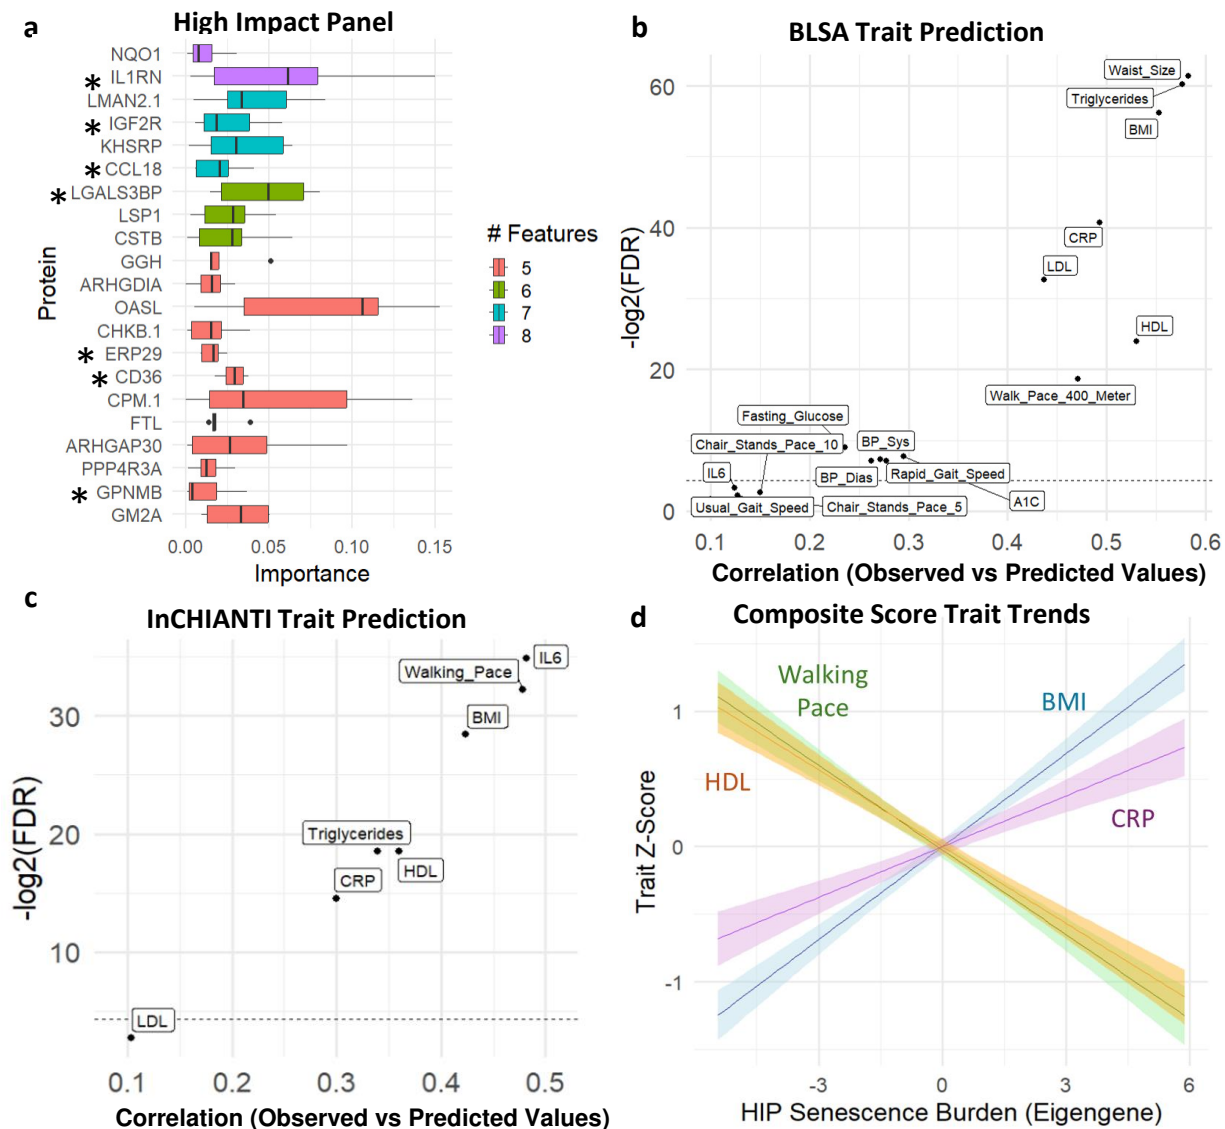 a
High Impact Panel
NQO1
* IL1RN
LMAN2.1
* IGF2R
KHSRP
* CCL18
* LGALS3BP
LSP1
CSTB
GGH
ARHGDIA
OASL
CHKB.1
* ERP29
* CD36
CPM.1
FTL
ARHGAP30
PPP4R3A
* GPNMB
GM2A
Protein
0.00 0.05 0.10 0.15
Importance
# Features
5
6
7
8
b
BLSA Trait Prediction
60
40
20
0
-log2(FDR)
Waist_Size
Triglycerides
BMI
CRP
LDL
HDL
Walk_Pace_400_Meter
Fasting_Glucose
Chair_Stands_Pace_10
BP_Sys
IL6
BP_Dias
Rapid_Gait_Speed
Usual_Gait_Speed
Chair_Stands_Pace_5
A1C
0.1 0.2 0.3 0.4 0.5 0.6
Correlation (Observed vs Predicted Values)
c
InCHIANTI Trait Prediction
30
20
10
-log2(FDR)
IL6
Walking_Pace
BMI
Triglycerides
HDL
CRP
LDL
0.1 0.2 0.3 0.4 0.5
Correlation (Observed vs Predicted Values)
d
Composite Score Trait Trends
1
0
-1
Trait Z-Score
Walking
Pace
BMI
HDL
CRP
-3 0 3 6
HIP Senescence Burden (Eigengene)